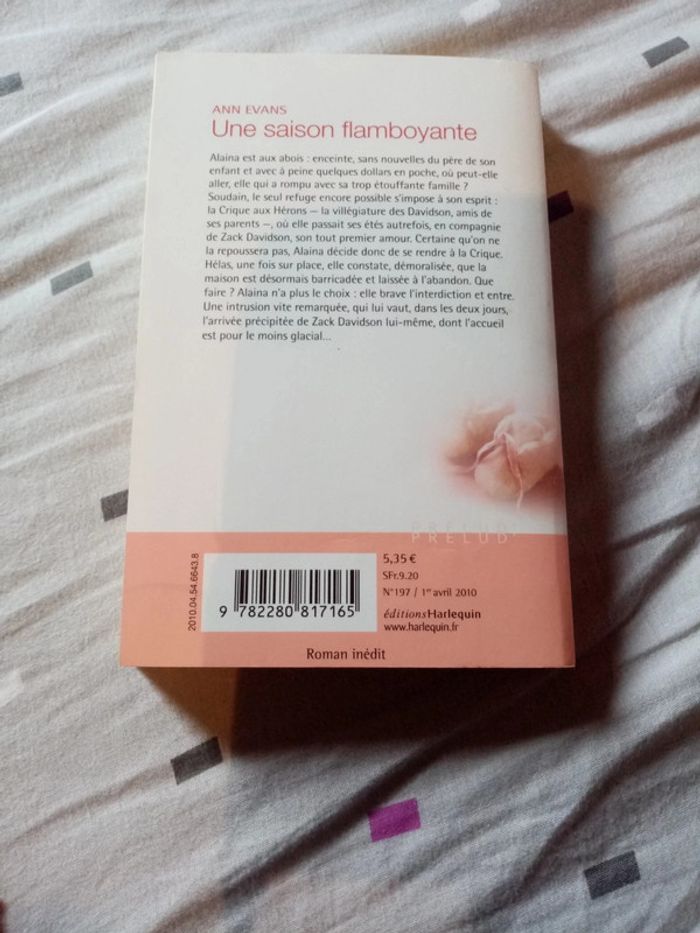 ANN EVANS
Une saison flamboyante
Alaina est aux abois : enceinte, sans nouvelles du père de son
enfant et avec à peine quelques dollars en poche, où peut-elle
aller, elle qui a rompu avec sa trop étouffante famille ?
Soudain, le seul refuge encore possible s'impose à son esprit :
la Crique aux Hérons – la villégiature des Davidson, amis de
ses parents –, où elle passait ses étés autrefois, en compagnie
de Zack Davidson, son tout premier amour. Certaine qu'on ne
la repoussera pas, Alaina décide donc de se rendre à la Crique.
Hélas, une fois sur place, elle constate, démoralisée, que la
maison est désormais barricadée et laissée à l'abandon. Que
faire ? Alaina n'a plus le choix : elle brave l'interdiction et entre.
Une intrusion vite remarquée, qui lui vaut, dans les deux jours,
l'arrivée précipitée de Zack Davidson lui-même, dont l'accueil
est pour le moins glacial...
PRELUD'
PRELUD'
2010.04.54.6643.8
9 782280 817165
5,35 €
SFr.9.20
N°197 / 1er avril 2010
éditionsHarlequin
www.harlequin.fr
Roman inédit